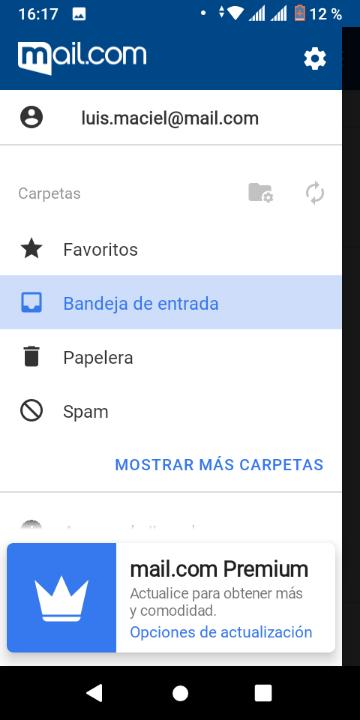 16:17
12 %
mail.com
luis.maciel@mail.com
Carpetas
Favoritos
Bandeja de entrada
Papelera
Spam
MOSTRAR MÁS CARPETAS
mail.com Premium
Actualice para obtener más
y comodidad.
Opciones de actualización